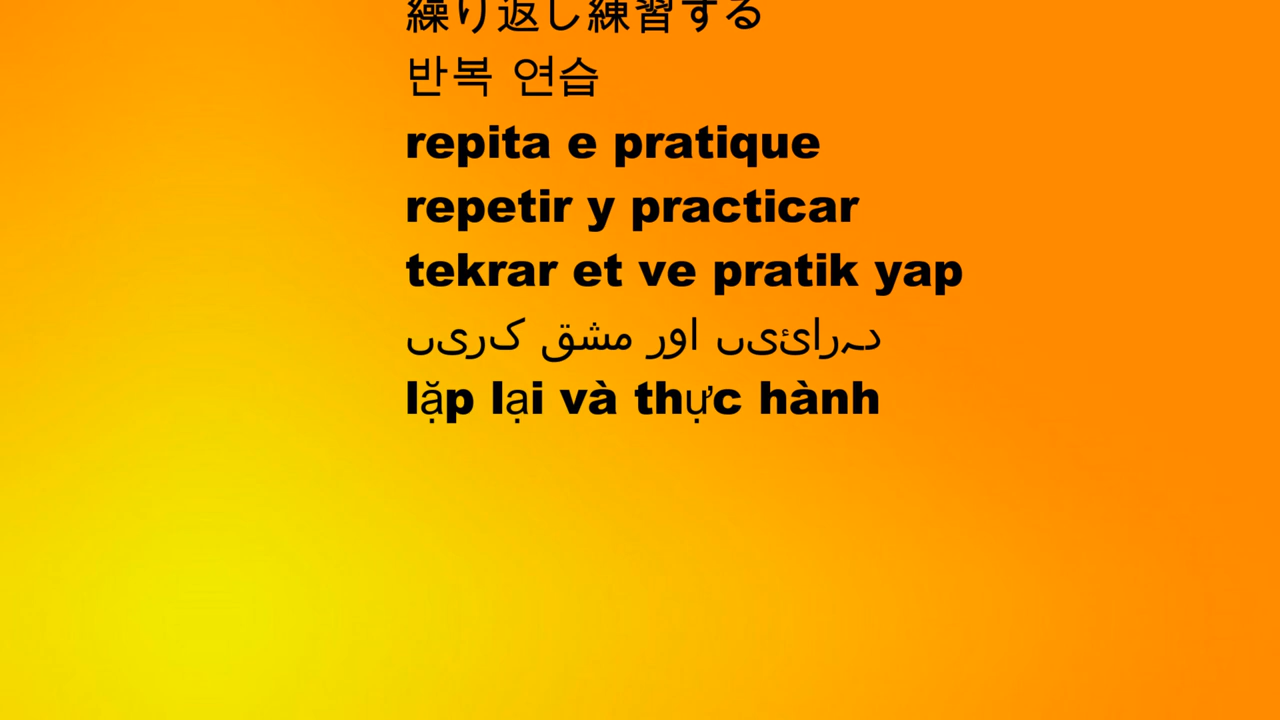 繰り返し練習する
반복 연습
repita e pratique
repetir y practicar
tekrar et ve pratik yap
دہرائیں اور مشق کریں
lặp lại và thực hành